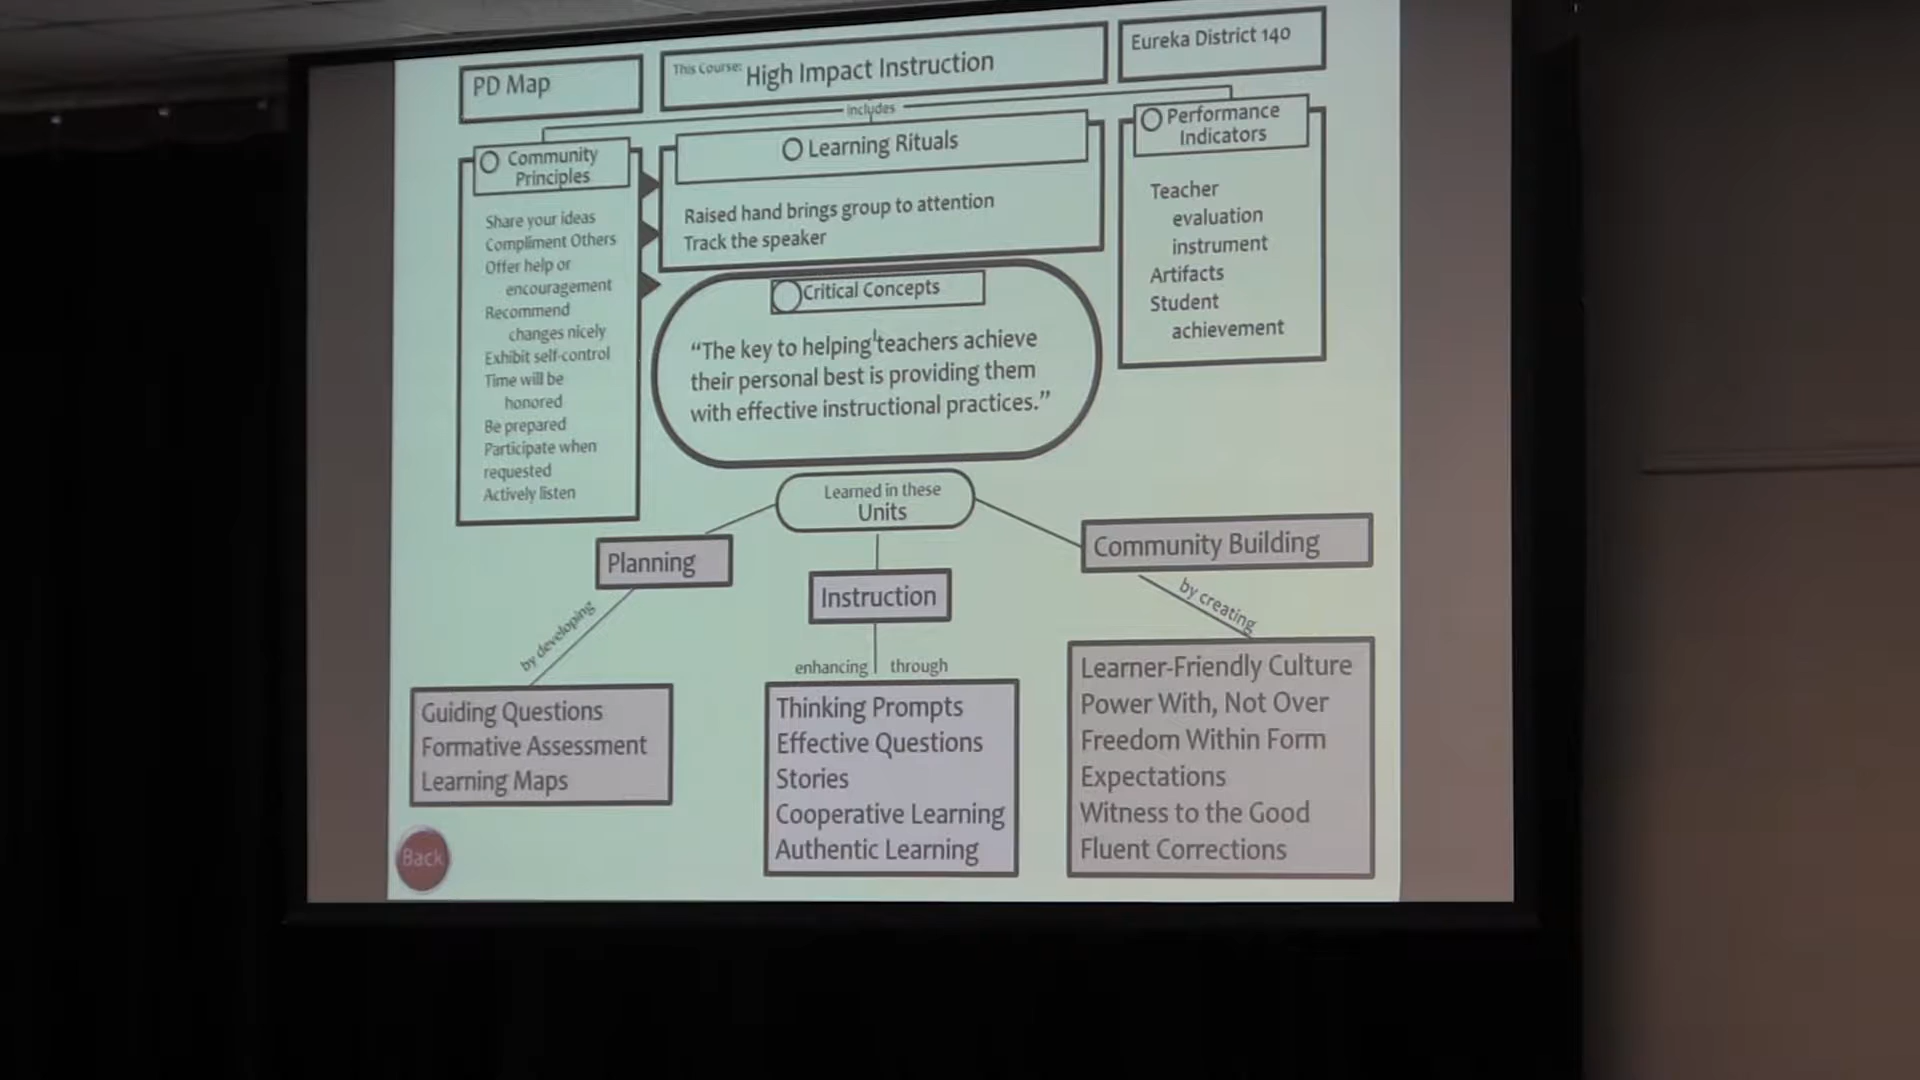 PD Map
This Course: High Impact Instruction
Eureka District 140
includes
Community
Principles
Share your ideas
Compliment Others
Offer help or
encouragement
Recommend
changes nicely
Exhibit self-control
Time will be
honored
Be prepared
Participate when
requested
Actively listen
Learning Rituals
Raised hand brings group to attention
Track the speaker
Performance
Indicators
Teacher
evaluation
instrument
Artifacts
Student
achievement
Critical Concepts
“The key to helping teachers achieve
their personal best is providing them
with effective instructional practices.”
Learned in these
Units
Planning
by developing
Guiding Questions
Formative Assessment
Learning Maps
Instruction
enhancing through
Thinking Prompts
Effective Questions
Stories
Cooperative Learning
Authentic Learning
Community Building
by creating
Learner-Friendly Culture
Power With, Not Over
Freedom Within Form
Expectations
Witness to the Good
Fluent Corrections
Back